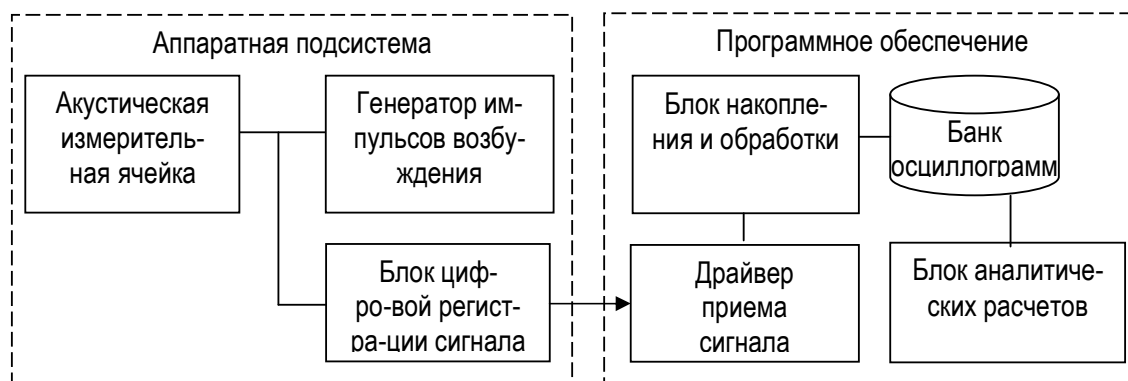 Аппаратная подсистема
Акустическая
измеритель-
ная ячейка
Генератор им-
пульсов возбу-
ждения
Блок циф-
ро-вой регист-
ра-ции сигнала
Программное обеспечение
Блок накопле-
ния и обработки
Банк
осциллограмм
Драйвер
приема
сигнала
Блок аналитиче-
ских расчетов